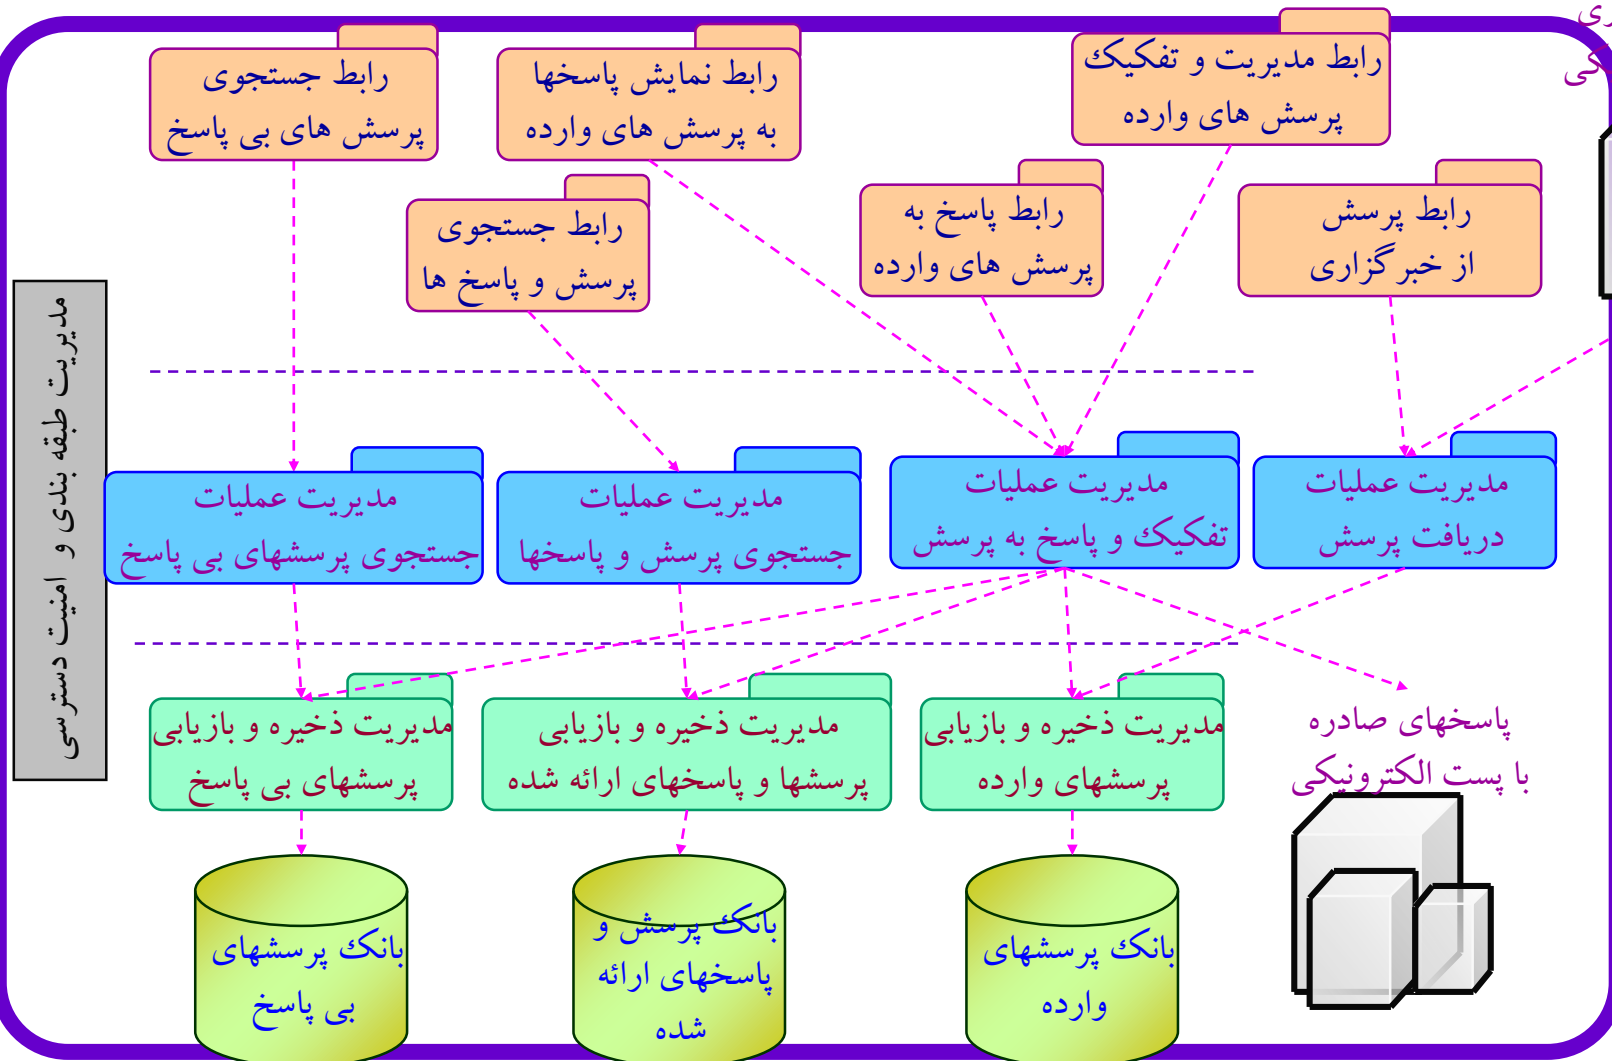 رابط مدیریت و تفکیک
پرسش های وارده
رابط نمایش پاسخها
به پرسش های وارده
رابط جستجوی
پرسش های بی پاسخ
رابط پرسش
از خبرگزاری
رابط پاسخ به
پرسش های وارده
رابط جستجوی
پرسش و پاسخ ها
مدیریت طبقه بندی و امنیت دسترسی
مدیریت عملیات
دریافت پرسش
مدیریت عملیات
تفکیک و پاسخ به پرسش
مدیریت عملیات
جستجوی پرسش و پاسخها
مدیریت عملیات
جستجوی پرسشهای بی پاسخ
پاسخهای صادره
با پست الکترونیکی
مدیریت ذخیره و بازیابی
پرسشهای وارده
مدیریت ذخیره و بازیابی
پرسشها و پاسخهای ارائه شده
مدیریت ذخیره و بازیابی
پرسشهای بی پاسخ
بانک پرسشهای
وارده
بانک پرسش و
پاسخهای ارائه
شده
بانک پرسشهای
بی پاسخ